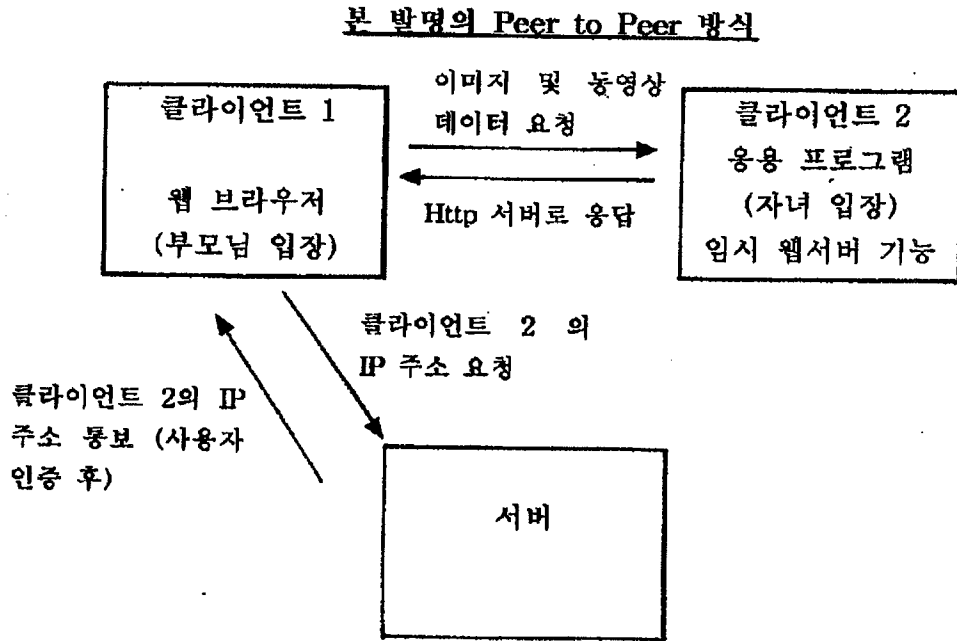 본 발명의 Peer to Peer 방식
클라이언트 1
웹 브라우저
(부모님 입장)
이미지 및 동영상
데이터 요청
Http 서버로 응답
클라이언트 2
응용 프로그램
(자녀 입장)
임시 웹서버 기능
클라이언트 2 의
IP 주소 요청
클라이언트 2의 IP
주소 통보 (사용자
인증 후)
서버